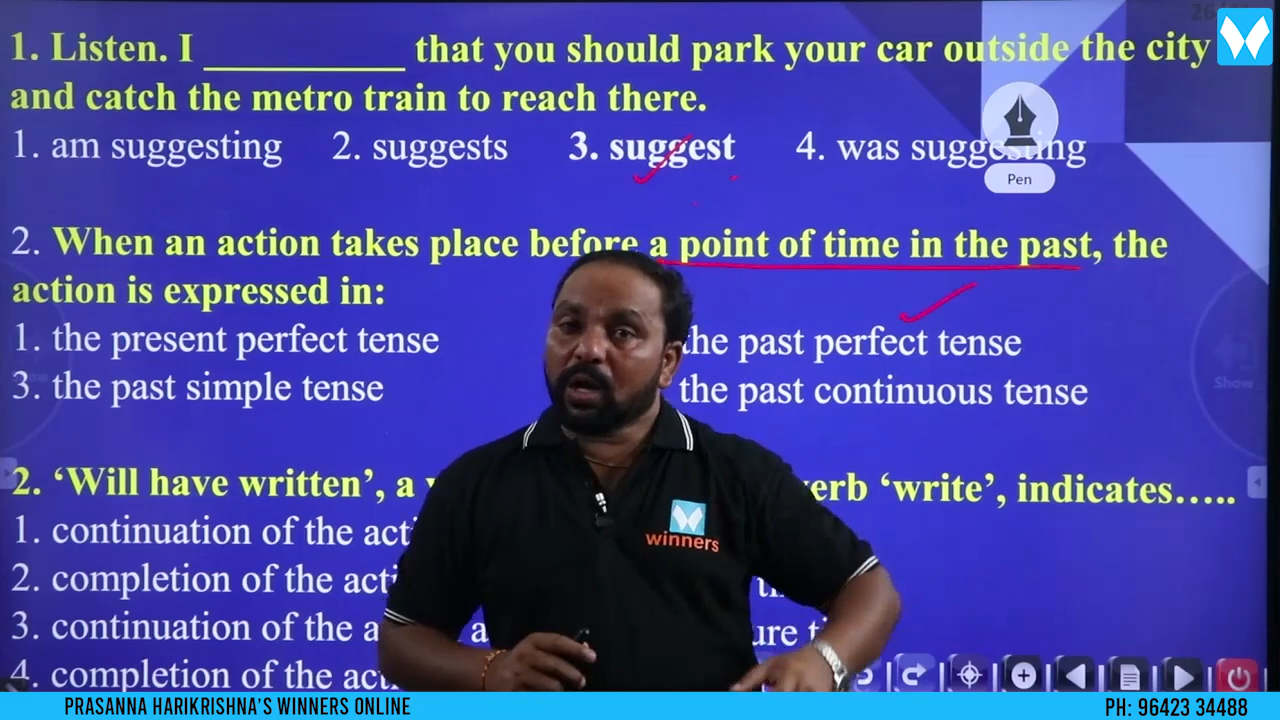 1. Listen. I __________ that you should park your car outside the city
and catch the metro train to reach there.
1. am suggesting 2. suggests 3. suggest 4. was suggesting
Pen
2. When an action takes place before a point of time in the past, the
action is expressed in:
1. the present perfect tense the past perfect tense
3. the past simple tense the past continuous tense
Show
2. ‘Will have written’, a verb ‘write’, indicates…..
1. continuation of the
2. completion of the
3. continuation of the
4. completion of the
winners
PRASANNA HARIKRISHNA'S WINNERS ONLINE PH: 96423 34488